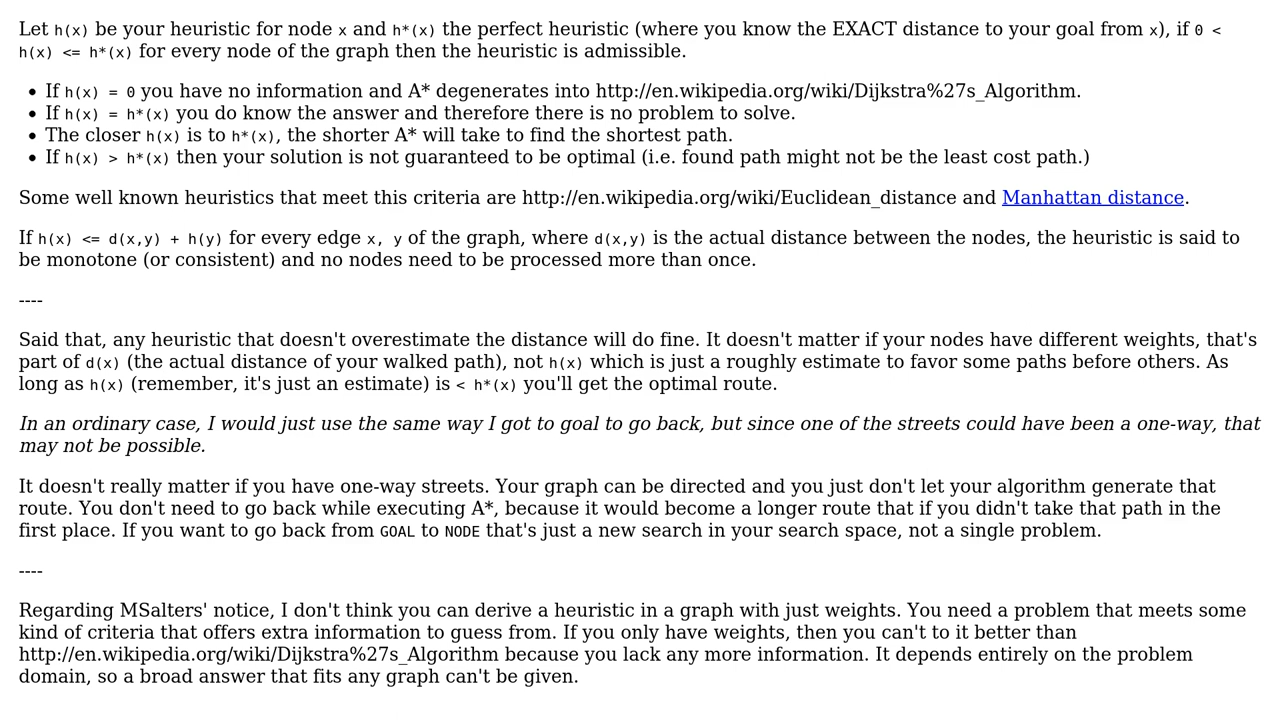 Let h(x) be your heuristic for node x and h*(x) the perfect heuristic (where you know the EXACT distance to your goal from x), if 0 <
h(x) <= h*(x) for every node of the graph then the heuristic is admissible.
• If h(x) = 0 you have no information and A* degenerates into http://en.wikipedia.org/wiki/Dijkstra%27s_Algorithm.
• If h(x) = h*(x) you do know the answer and therefore there is no problem to solve.
• The closer h(x) is to h*(x), the shorter A* will take to find the shortest path.
• If h(x) > h*(x) then your solution is not guaranteed to be optimal (i.e. found path might not be the least cost path.)
Some well known heuristics that meet this criteria are http://en.wikipedia.org/wiki/Euclidean_distance and Manhattan distance.
If h(x) <= d(x,y) + h(y) for every edge x, y of the graph, where d(x,y) is the actual distance between the nodes, the heuristic is said to
be monotone (or consistent) and no nodes need to be processed more than once.
----
Said that, any heuristic that doesn't overestimate the distance will do fine. It doesn't matter if your nodes have different weights, that's
part of d(x) (the actual distance of your walked path), not h(x) which is just a roughly estimate to favor some paths before others. As
long as h(x) (remember, it's just an estimate) is < h*(x) you'll get the optimal route.
In an ordinary case, I would just use the same way I got to goal to go back, but since one of the streets could have been a one-way, that
may not be possible.
It doesn't really matter if you have one-way streets. Your graph can be directed and you just don't let your algorithm generate that
route. You don't need to go back while executing A*, because it would become a longer route that if you didn't take that path in the
first place. If you want to go back from GOAL to NODE that's just a new search in your search space, not a single problem.
----
Regarding MSalters' notice, I don't think you can derive a heuristic in a graph with just weights. You need a problem that meets some
kind of criteria that offers extra information to guess from. If you only have weights, then you can't to it better than
http://en.wikipedia.org/wiki/Dijkstra%27s_Algorithm because you lack any more information. It depends entirely on the problem
domain, so a broad answer that fits any graph can't be given.